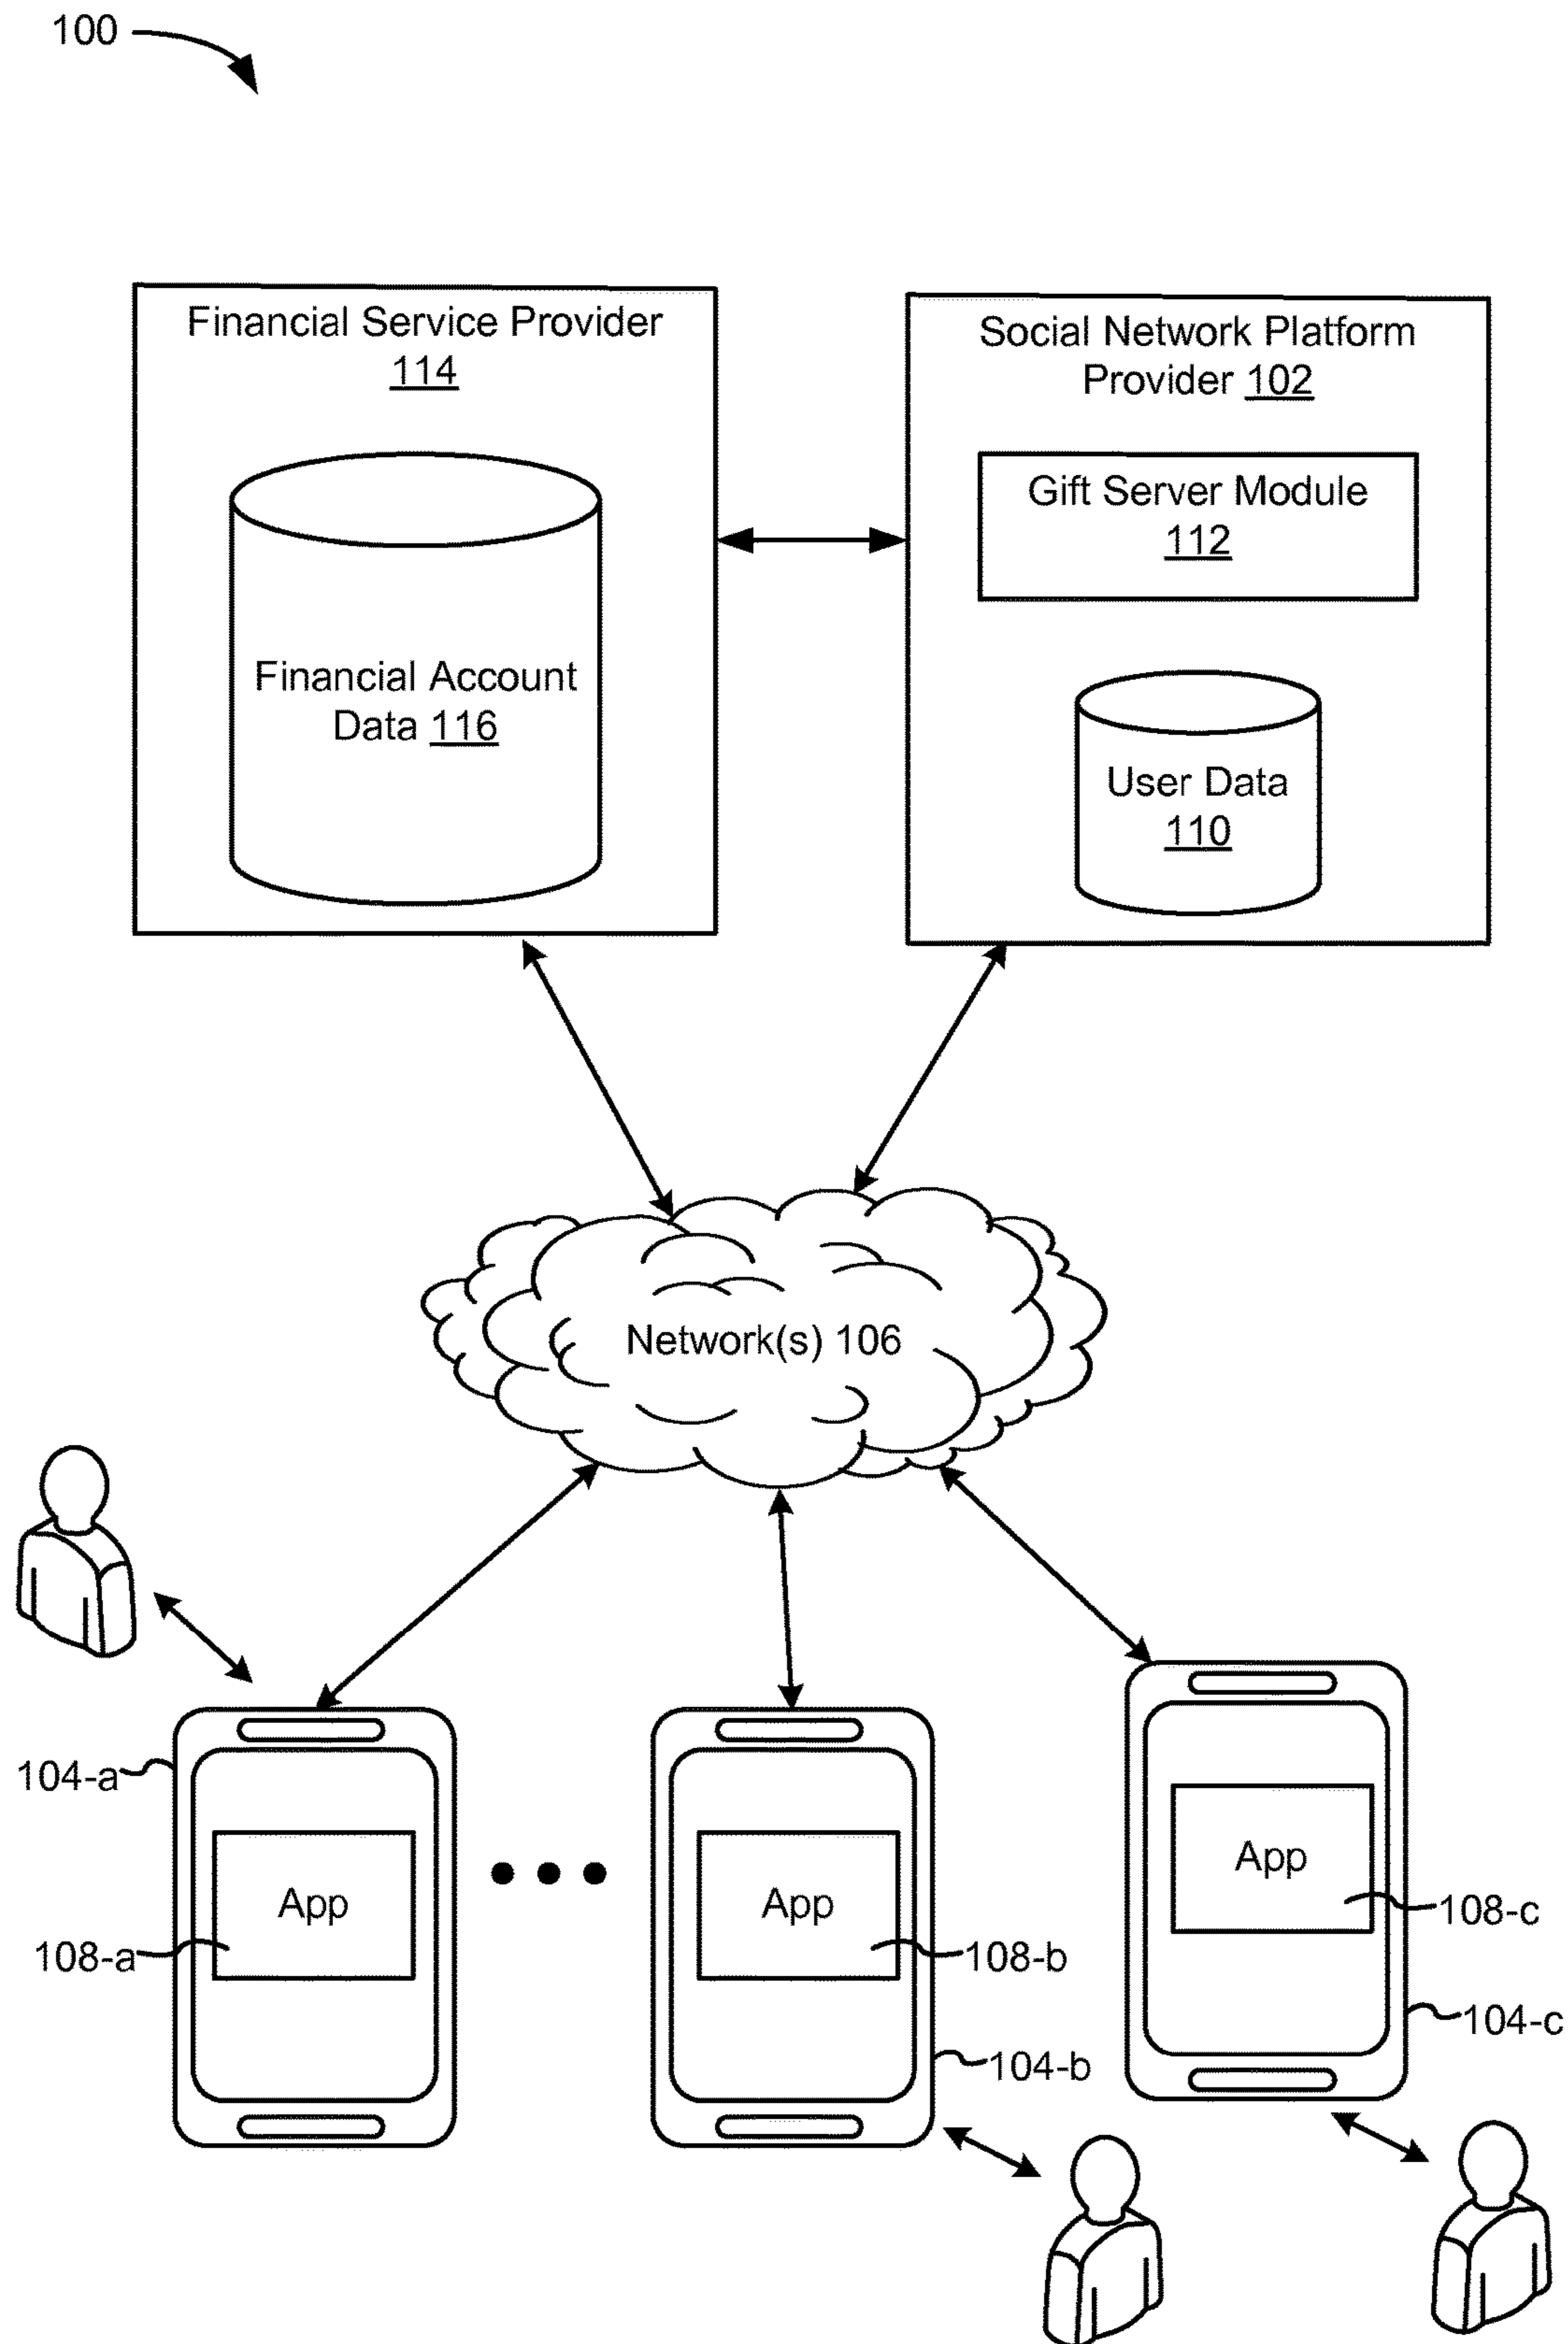 100
Financial Service Provider
114
Financial Account
Data 116
Social Network Platform
Provider 102
Gift Server Module
112
User Data
110
Network(s) 106
104-a
App
108-a
App
108-b
104-b
App
108-c
104-c